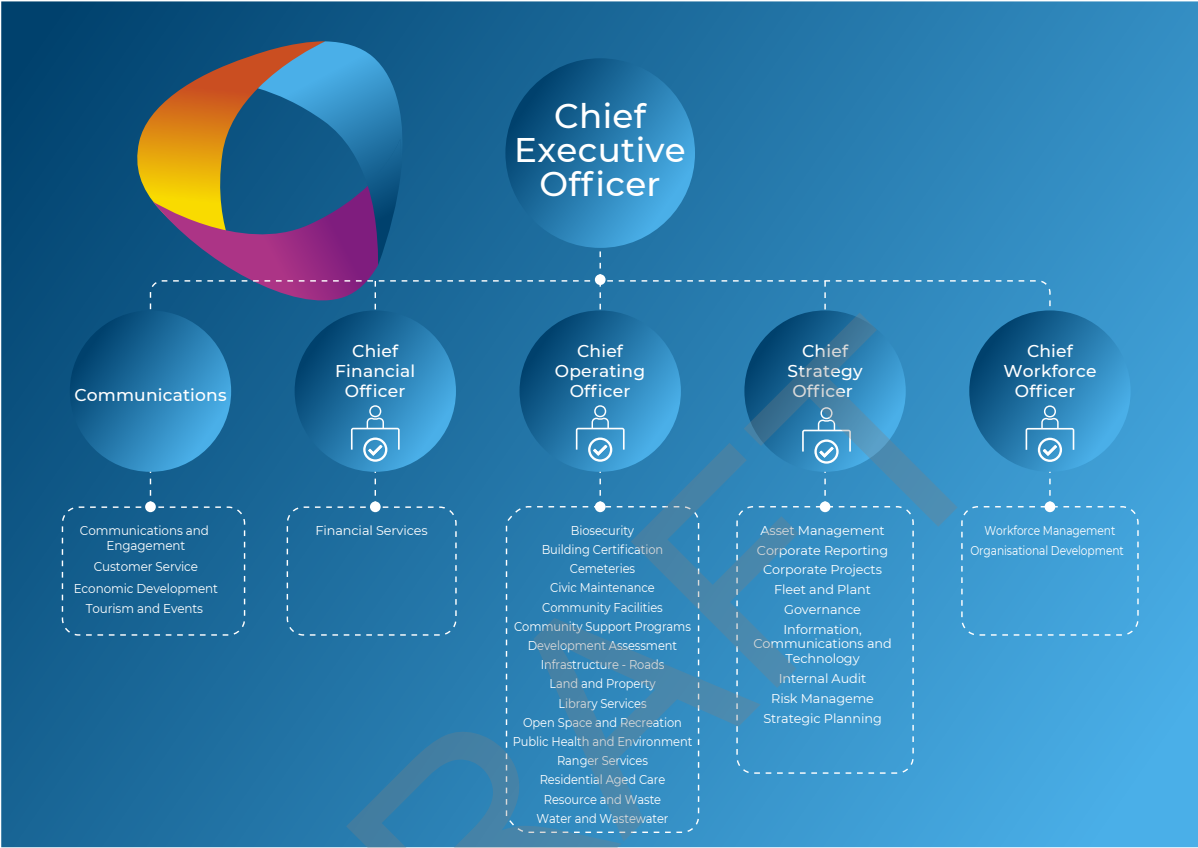 Chief
Executive
Officer
Communications
Chief
Financial
Officer
Chief
Operating
Officer
Chief
Strategy
Officer
Chief
Workforce
Officer
Communications and
Engagement
Customer Service
Economic Development
Tourism and Events
Financial Services
Biosecurity
Building Certification
Cemeteries
Civic Maintenance
Community Facilities
Community Support Programs
Development Assessment
Infrastructure - Roads
Land and Property
Library Services
Open Space and Recreation
Public Health and Environment
Ranger Services
Residential Aged Care
Resource and Waste
Water and Wastewater
Asset Management
Corporate Reporting
Corporate Projects
Fleet and Plant
Governance
Information,
Communications and
Technology
Internal Audit
Risk Manageme
Strategic Planning
Workforce Management
Organisational Development
RAFT